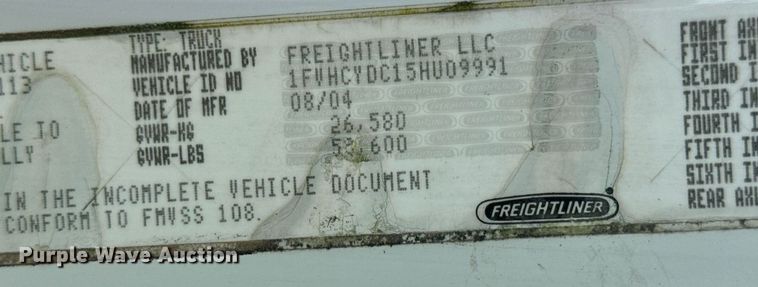 HICLE
113
LE TO
LLY
TYPE: TRUCK
MANUFACTURED BY FREIGHTLINER LLC
VEHICLE ID NO 1FVHCYDC15HU09991
DATE OF MFR 08/04
GVWR-KG 26,580
GVWR-LBS 58,600
IN THE INCOMPLETE VEHICLE DOCUMENT
CONFORM TO FMVSS 108.
FREIGHTLINER
FRONT AX
FIRST IN
SECOND I
THIRD IN
FOURTH I
FIFTH IN
SIXTH IN
REAR AX
Purple Wave Auction